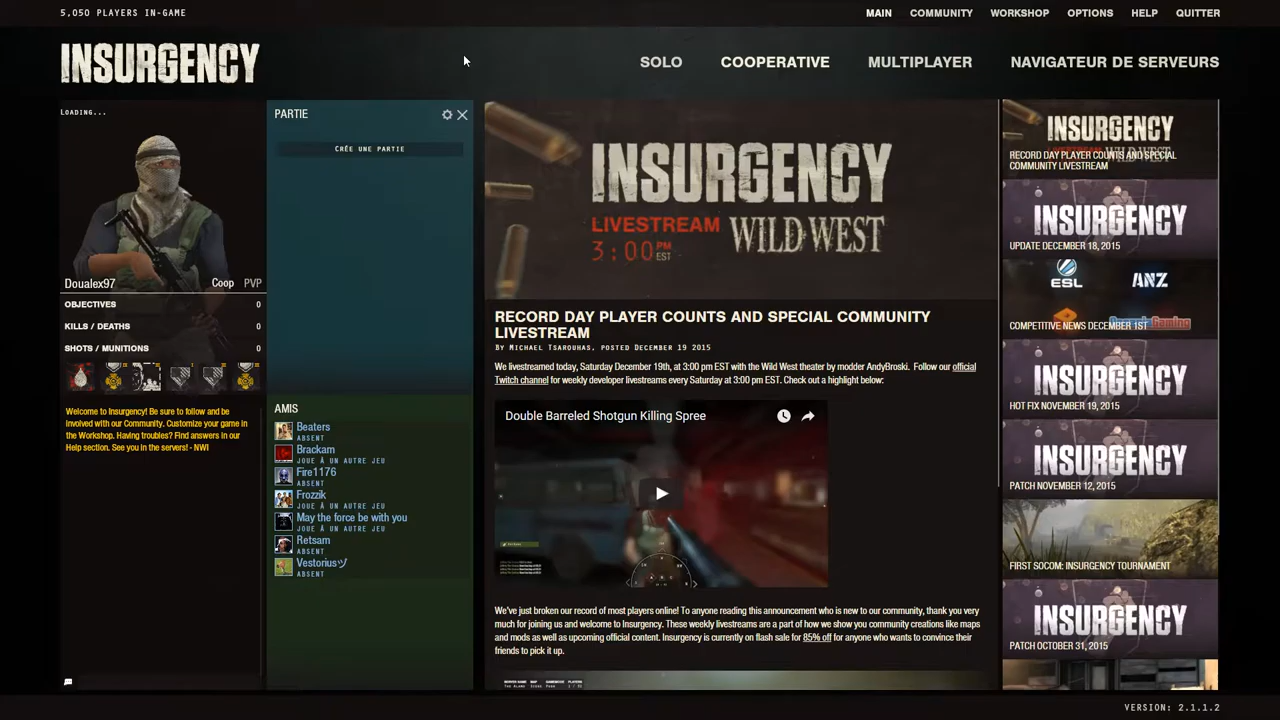 5,050 PLAYERS IN-GAME
MAIN
COMMUNITY
WORKSHOP
OPTIONS
HELP
QUITTER
INSURGENCY
SOLO
COOPERATIVE
MULTIPLAYER
NAVIGATEUR DE SERVEURS
LOADING...
Doualex97
Coop
PVP
OBJECTIVES
0
KILLS / DEATHS
0
SHOTS / MUNITIONS
0
Welcome to Insurgency! Be sure to follow and be
involved with our Community. Customize your game in
the Workshop. Having troubles? Find answers in our
Help section. See you in the servers! - NWI
PARTIE
CRÉE UNE PARTIE
AMIS
Beaters
ABSENT
Brackam
JOUE À UN AUTRE JEU
Fire1176
ABSENT
Frozzik
JOUE À UN AUTRE JEU
May the force be with you
JOUE À UN AUTRE JEU
Retsam
ABSENT
Vestoriusヅ
ABSENT
INSURGENCY
LIVESTREAM
WILD WEST
3:00 PM EST
RECORD DAY PLAYER COUNTS AND SPECIAL COMMUNITY
LIVESTREAM
BY MICHAEL TSAROUHAS, POSTED DECEMBER 19 2015
We livestreamed today, Saturday December 19th, at 3:00 pm EST with the Wild West theater by modder AndyBroski. Follow our official
Twitch channel for weekly developer livestreams every Saturday at 3:00 pm EST. Check out a highlight below:
Double Barreled Shotgun Killing Spree
We've just broken our record of most players online! To anyone reading this announcement who is new to our community, thank you very
much for joining us and welcome to Insurgency. These weekly livestreams are a part of how we show you community creations like maps
and mods as well as upcoming official content. Insurgency is currently on flash sale for 85% off for anyone who wants to convince their
friends to pick it up.
INSURGENCY
RECORD DAY PLAYER COUNTS AND SPECIAL
COMMUNITY LIVESTREAM
INSURGENCY
UPDATE DECEMBER 18, 2015
ESL
ANZ
COMPETITIVE NEWS DECEMBER 1ST
INSURGENCY
HOT FIX NOVEMBER 19, 2015
INSURGENCY
PATCH NOVEMBER 12, 2015
FIRST SOCOM: INSURGENCY TOURNAMENT
INSURGENCY
PATCH OCTOBER 31, 2015
VERSION: 2.1.1.2